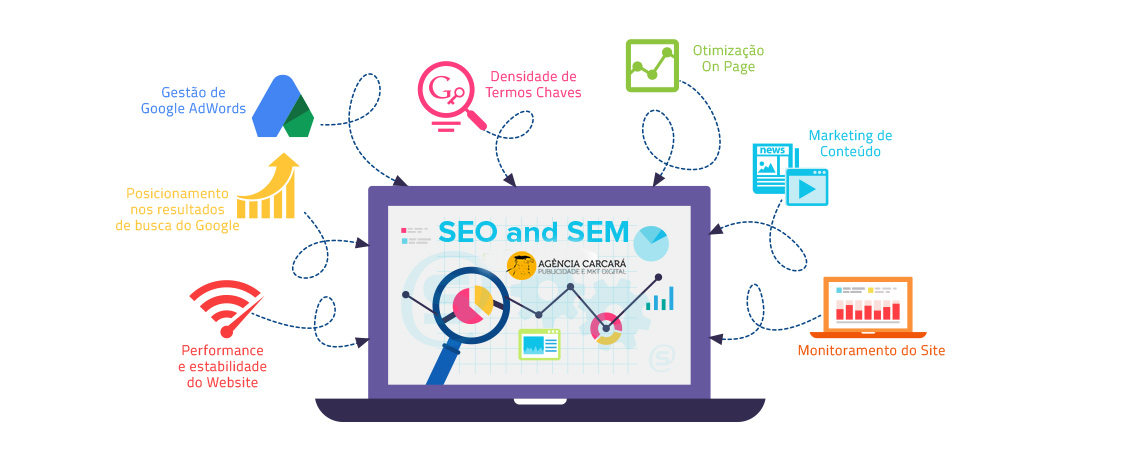 Otimização
On Page
Densidade de
Termos Chaves
G
Gestão de
Google AdWords
Marketing de
Conteúdo
news
Posicionamento
nos resultados
de busca do Google
SEO and SEM
AGÊNCIA CARCARÁ
PUBLICIDADE E MKT DIGITAL
Performance
e estabilidade
do Website
Monitoramento do Site